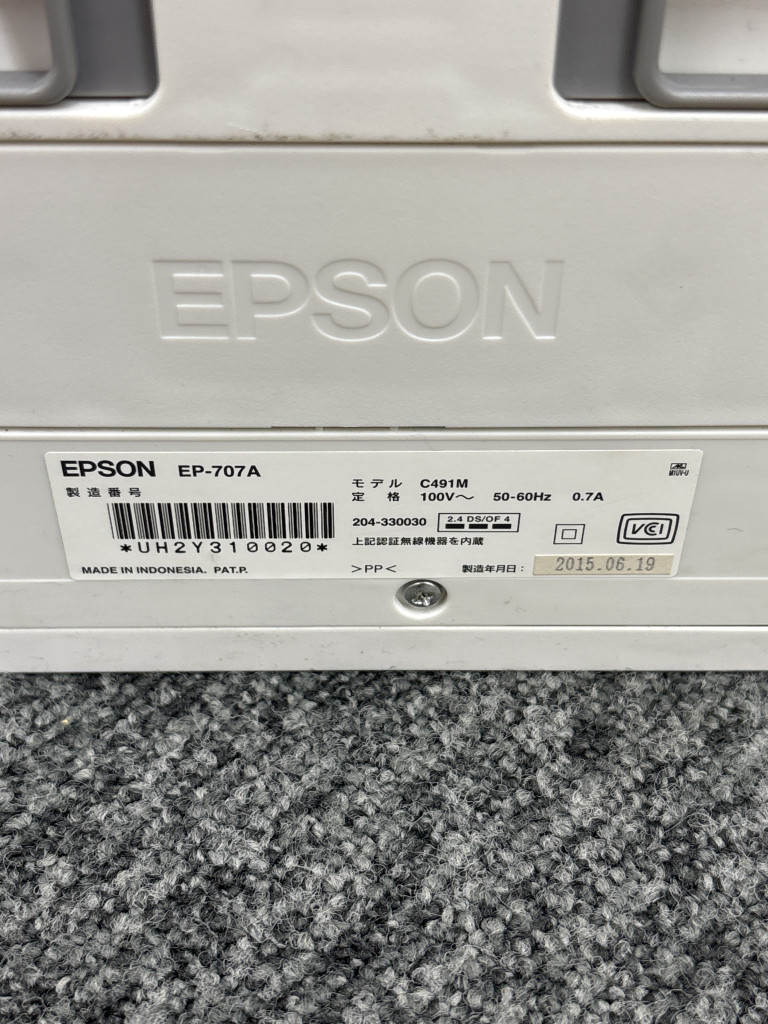 EPSON
EPSON EP-707A
製造番号
*UH2Y310020*
MADE IN INDONESIA. PAT.P.
モデル C491M
定格 100V～ 50-60Hz 0.7A
204-330030 2.4 DS/OF 4
上記認証無線機器を内蔵
>PP< 製造年月日： 2015.06.19
VCI